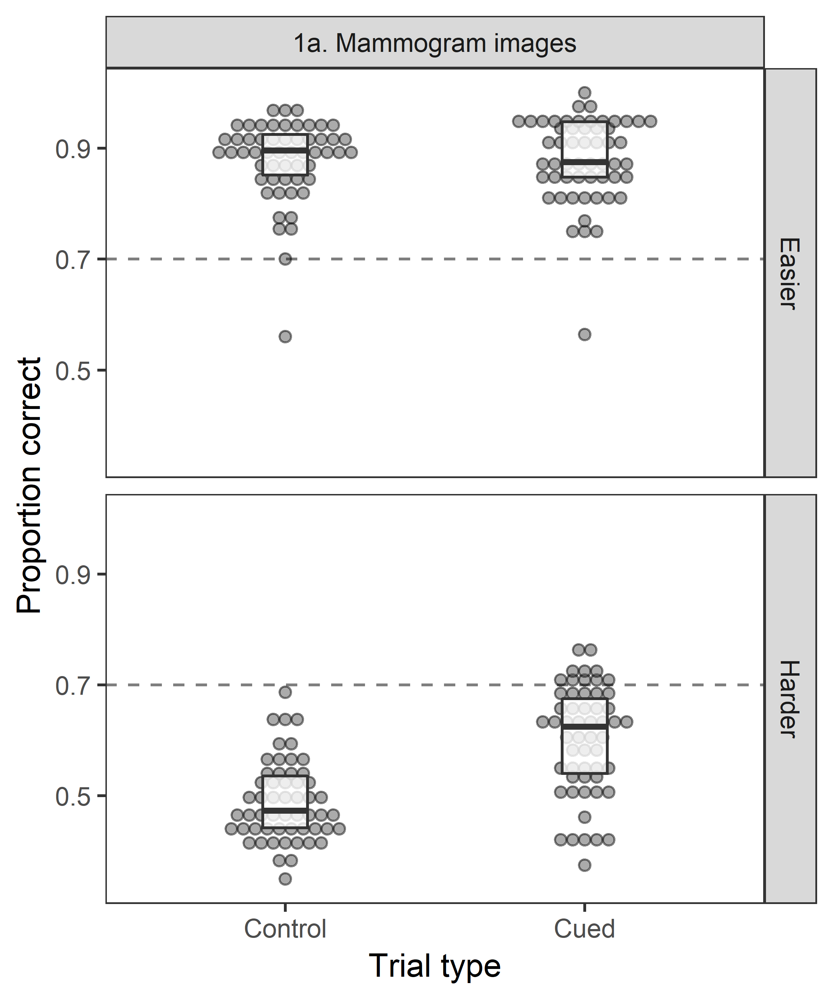 1a. Mammogram images
Easier
0.9
0.7
0.5
Proportion correct
Harder
0.9
0.7
0.5
Control
Cued
Trial type